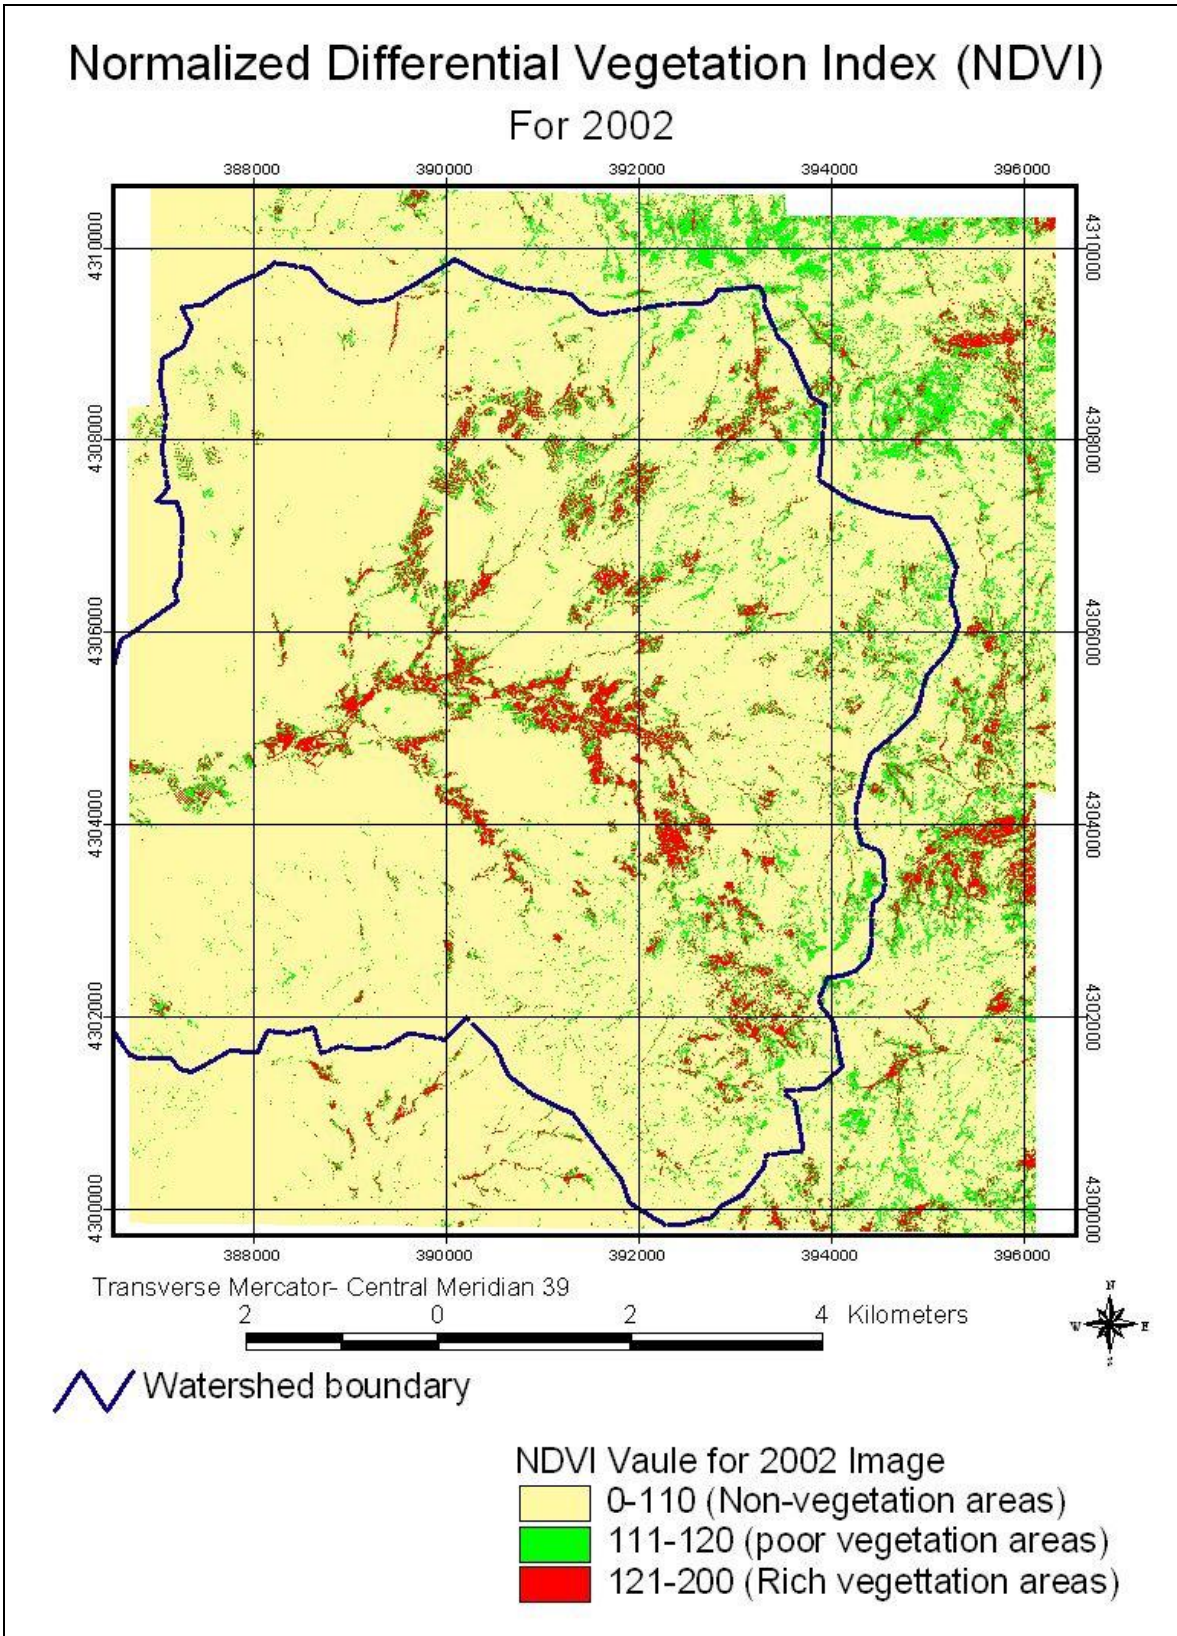 Normalized Differential Vegetation Index (NDVI)
For 2002
388000 390000 392000 394000 396000
4310000 4310000
4308000 4308000
4306000 4306000
4304000 4304000
4302000 4302000
4300000 4300000
388000 390000 392000 394000 396000
Transverse Mercator- Central Meridian 39
2 0 2 4 Kilometers
N
W E
S
Watershed boundary
NDVI Vaule for 2002 Image
0-110 (Non-vegetation areas)
111-120 (poor vegetation areas)
121-200 (Rich vegettation areas)